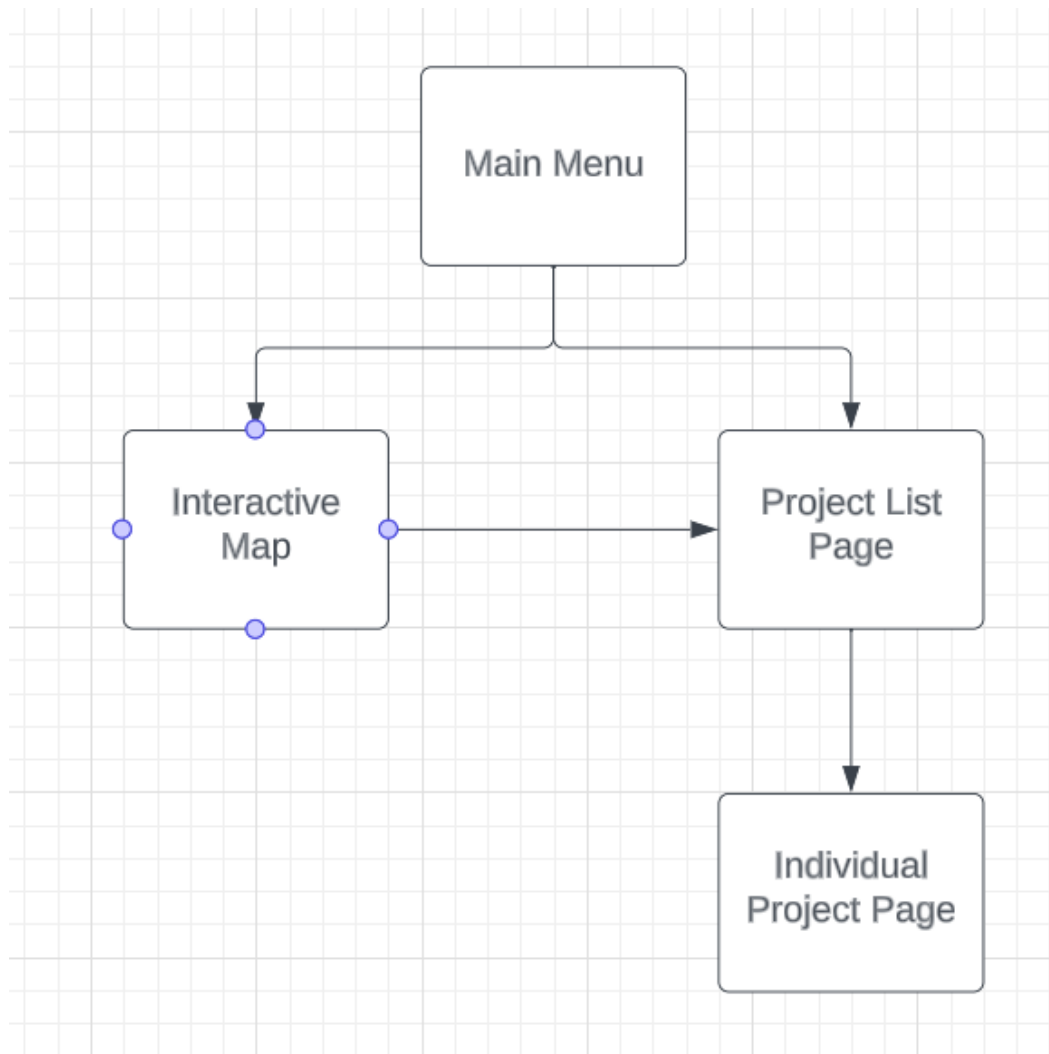 Main Menu
Interactive
Map
Project List
Page
Individual
Project Page